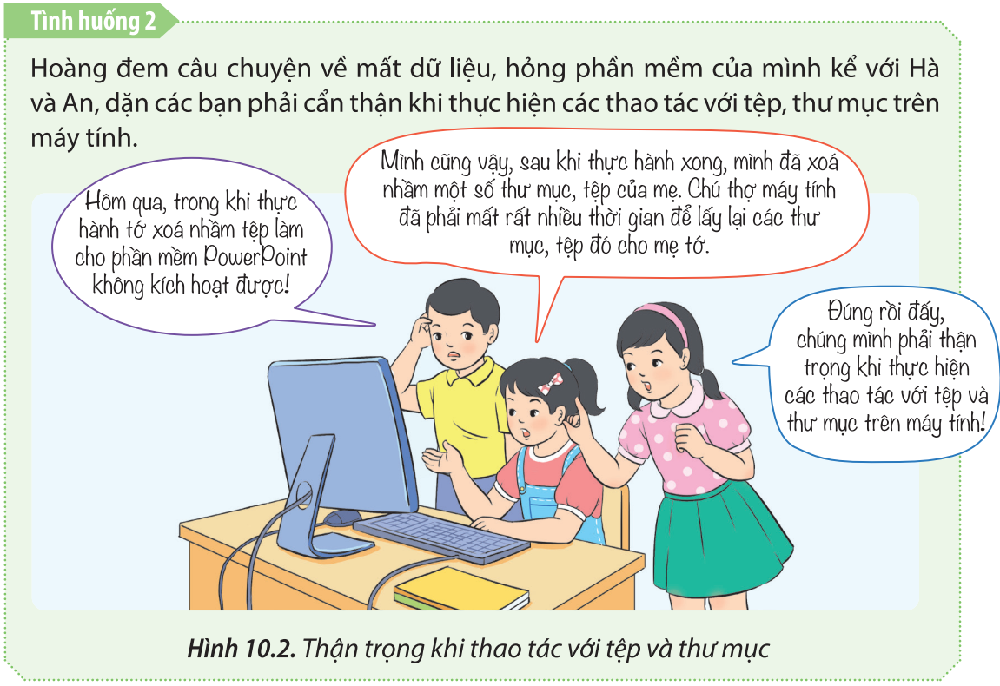 Tình huống 2
Hoàng đem câu chuyện về mất dữ liệu, hỏng phần mềm của mình kể với Hà
và An, dặn các bạn phải cẩn thận khi thực hiện các thao tác với tệp, thư mục trên
máy tính.
Hôm qua, trong khi thực
hành tớ xoá nhầm tệp làm
cho phần mềm PowerPoint
không kích hoạt được!
Mình cũng vậy, sau khi thực hành xong, mình đã xoá
nhầm một số thư mục, tệp của mẹ. Chú thợ máy tính
đã phải mất rất nhiều thời gian để lấy lại các thư
mục, tệp đó cho mẹ tớ.
Đúng rồi đấy,
chúng mình phải thận
trọng khi thực hiện
các thao tác với tệp và
thư mục trên máy tính!
Hình 10.2. Thận trọng khi thao tác với tệp và thư mục